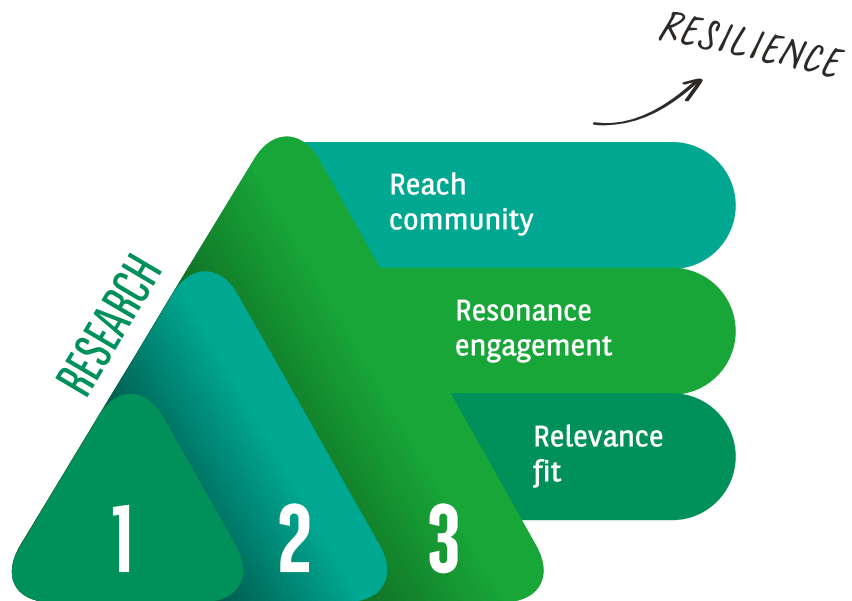 RESILIENCE
Reach
community
Resonance
engagement
RESEARCH
Relevance
fit
1 2 3